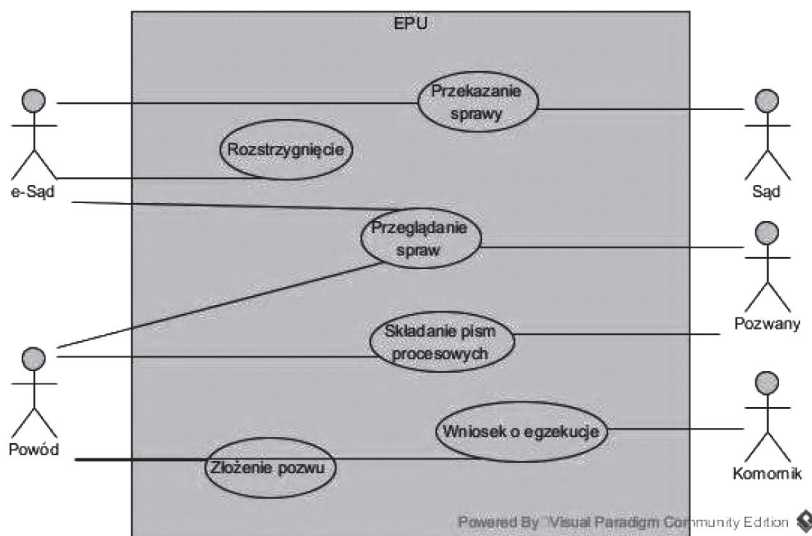 EPU
Przekazanie
sprawy
Rozstrzygnięcie
e-Sąd
Sąd
Przeglądanie
spraw
Pozwany
Składanie pism
procesowych
Powód
Wniosek o egzekucje
Złożenie pozwu
Komornik
Powered By Visual Paradigm Community Edition